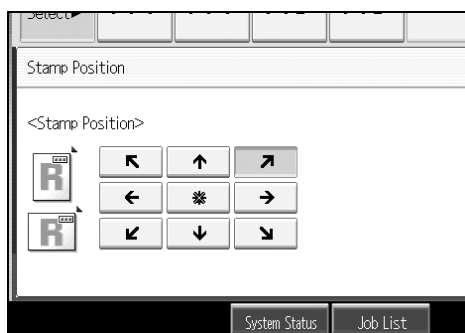 Select►
Stamp Position
<Stamp Position>
R
R
System Status Job List